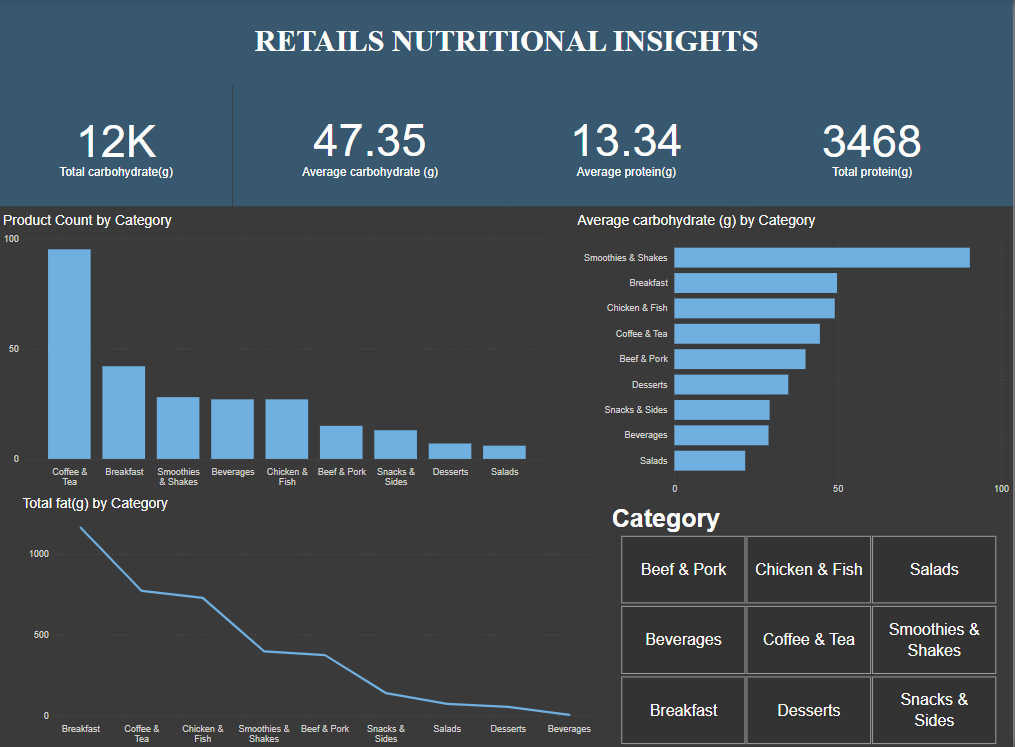 RETAILS NUTRITIONAL INSIGHTS
12K
Total carbohydrate(g)
47.35
Average carbohydrate (g)
13.34
Average protein(g)
3468
Total protein(g)
Product Count by Category
100
50
0
Coffee &
Tea
Breakfast
Smoothies
& Shakes
Beverages
Chicken &
Fish
Beef & Pork
Snacks &
Sides
Desserts
Salads
Average carbohydrate (g) by Category
Smoothies & Shakes
Breakfast
Chicken & Fish
Coffee & Tea
Beef & Pork
Desserts
Snacks & Sides
Beverages
Salads
0
50
100
Total fat(g) by Category
1000
500
0
Breakfast
Coffee &
Tea
Chicken &
Fish
Smoothies &
Shakes
Beef & Pork
Snacks &
Sides
Salads
Desserts
Beverages
Category
Beef & Pork
Chicken & Fish
Salads
Beverages
Coffee & Tea
Smoothies &
Shakes
Breakfast
Desserts
Snacks &
Sides